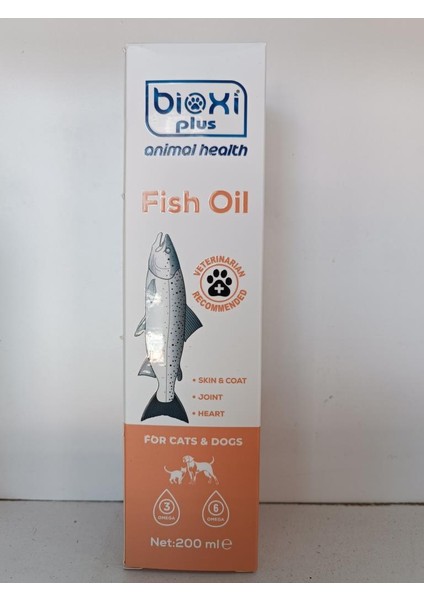 bioxi
plus
animal health
Fish Oil
VETERINARIAN
RECOMMENDED
• SKIN & COAT
• JOINT
• HEART
FOR CATS & DOGS
3
OMEGA
6
OMEGA
Net:200 ml℮